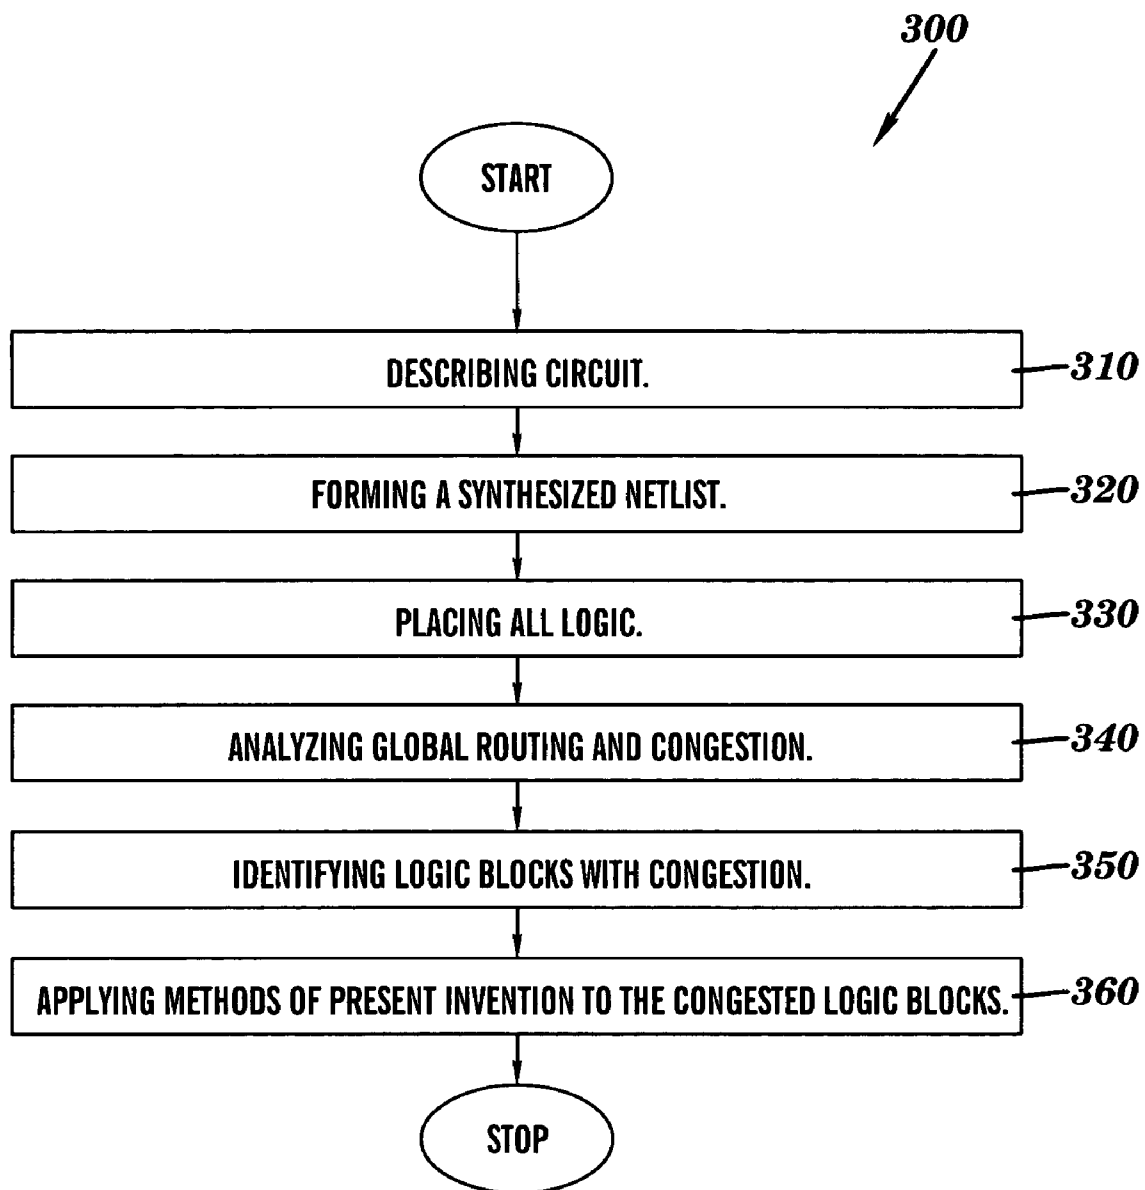 300
START
DESCRIBING CIRCUIT.
310
FORMING A SYNTHESIZED NETLIST.
320
PLACING ALL LOGIC.
330
ANALYZING GLOBAL ROUTING AND CONGESTION.
340
IDENTIFYING LOGIC BLOCKS WITH CONGESTION.
350
APPLYING METHODS OF PRESENT INVENTION TO THE CONGESTED LOGIC BLOCKS.
360
STOP